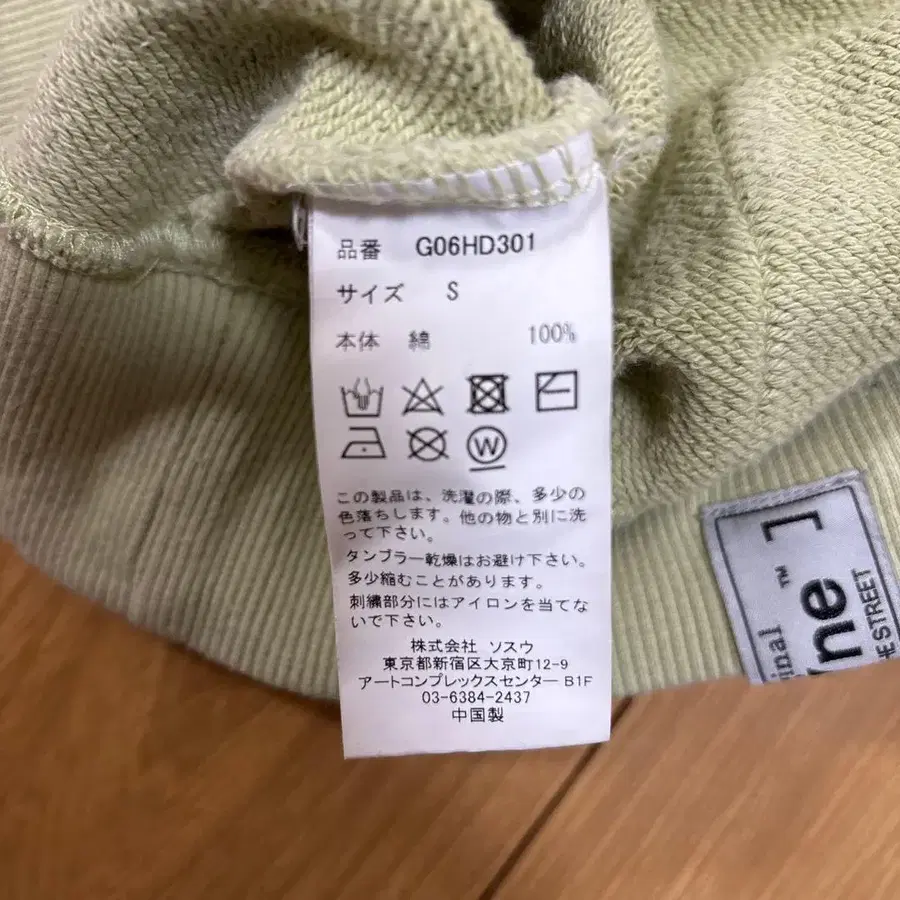 品番 G06HD301
サイズ S
本体 綿 100%
W
この製品は、洗濯の際、多少の
色落ちします。他の物と別に洗
って下さい。
タンブラー乾燥はお避け下さい。
多少縮むことがあります。
刺繍部分にはアイロンを当てな
いで下さい。
株式会社 ソスウ
東京都新宿区大京町12-9
アートコンプレックスセンター B1F
03-6384-2437
中国製
]
™
STREET